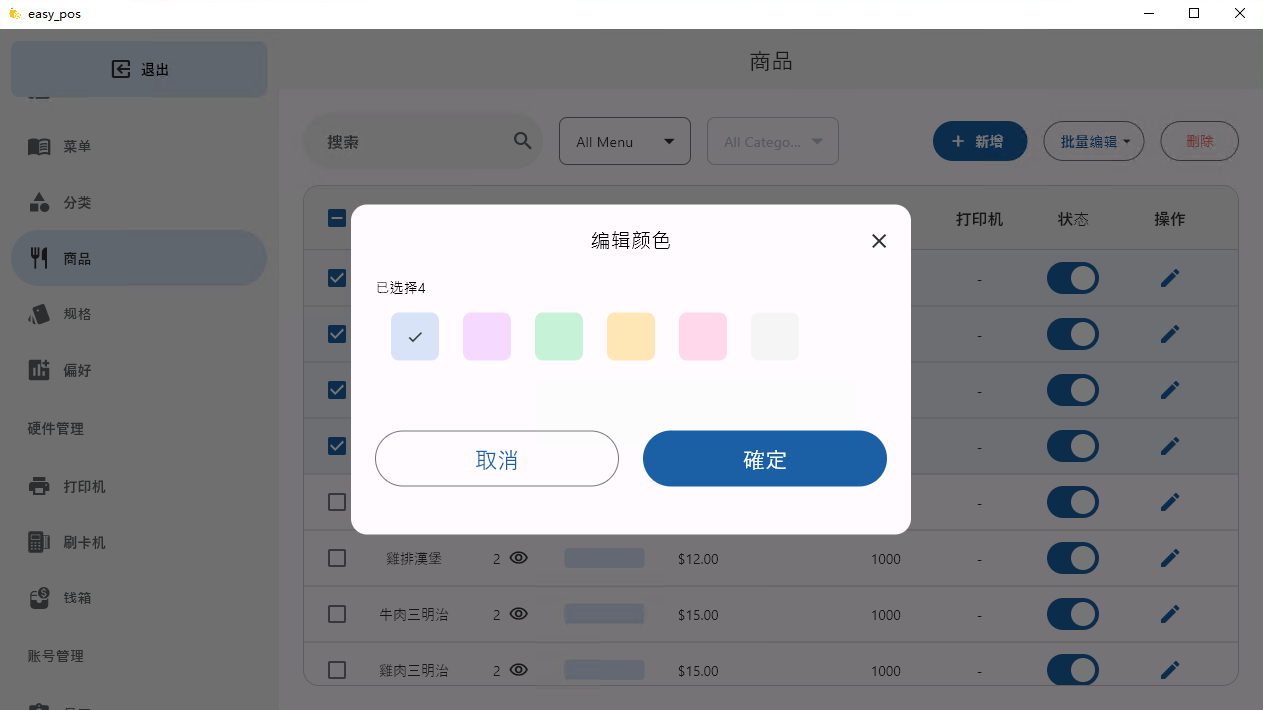 easy_pos
退出
商品
菜单
分类
商品
规格
偏好
硬件管理
打印机
刷卡机
钱箱
账号管理
搜索
All Menu
All Catego...
+ 新增
批量编辑
删除
打印机 状态 操作
-
-
-
-
-
编辑颜色
已选择4
取消
確定
雞排漢堡 2 $12.00 1000 -
牛肉三明治 2 $15.00 1000 -
雞肉三明治 2 $15.00 1000 -